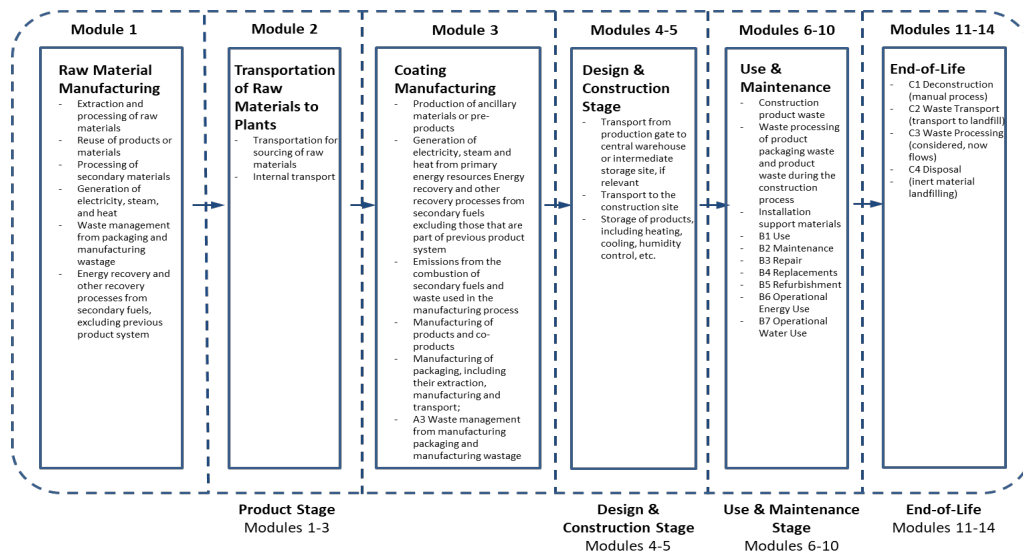 Module 1
Raw Material
Manufacturing
- Extraction and
processing of raw
materials
- Reuse of products or
materials
- Processing of
secondary materials
- Generation of
electricity, steam,
and heat
- Waste management
from packaging and
manufacturing
wastage
- Energy recovery and
other recovery
processes from
secondary fuels,
excluding previous
product system
Module 2
Transportation
of Raw
Materials to
Plants
- Transportation for
sourcing of raw
materials
- Internal transport
Module 3
Coating
Manufacturing
- Production of ancillary
materials or pre-
products
- Generation of
electricity, steam and
heat from primary
energy resources Energy
recovery and other
recovery processes from
secondary fuels
excluding those that are
part of previous product
system
- Emissions from the
combustion of
secondary fuels and
waste used in the
manufacturing process
- Manufacturing of
products and co-
products
- Manufacturing of
packaging, including
their extraction,
manufacturing and
transport;
- A3 Waste management
from manufacturing
packaging and
manufacturing wastage
Modules 4-5
Design &
Construction
Stage
- Transport from
production gate to
central warehouse
or intermediate
storage site, if
relevant
- Transport to the
construction site
- Storage of products,
including heating,
cooling, humidity
control, etc.
Modules 6-10
Use &
Maintenance
- Construction
product waste
- Waste processing
of product
packaging waste
and product
waste during the
construction
process
- Installation
support materials
- B1 Use
- B2 Maintenance
- B3 Repair
- B4 Replacements
- B5 Refurbishment
- B6 Operational
Energy Use
- B7 Operational
Water Use
Modules 11-14
End-of-Life
- C1 Deconstruction
(manual process)
- C2 Waste Transport
(transport to landfill)
- C3 Waste Processing
(considered, now
flows)
- C4 Disposal
- (inert material
landfilling)
Product Stage
Modules 1-3
Design &
Construction Stage
Modules 4-5
Use & Maintenance
Stage
Modules 6-10
End-of-Life
Modules 11-14